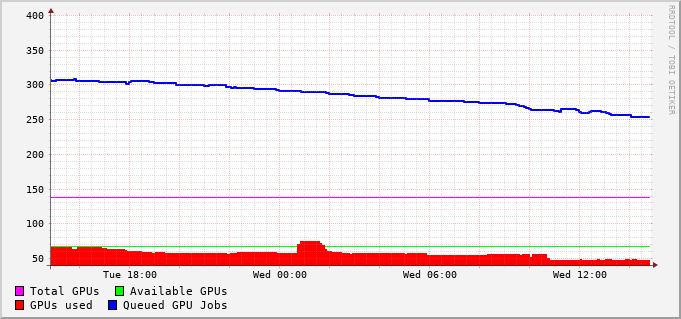 400
350
300
250
200
150
100
50
Tue 18:00 Wed 00:00 Wed 06:00 Wed 12:00
Total GPUs Available GPUs
GPUs used Queued GPU Jobs
RRDTOOL / TOBI OETIKER